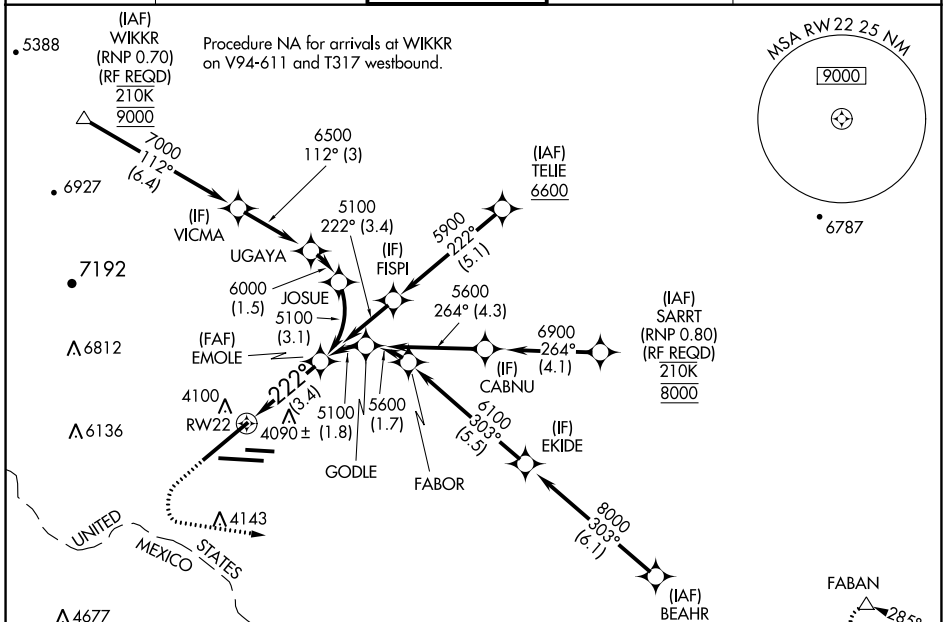 (IAF)
WIKKR
(RNP 0.70)
(RF REQD)
210K
9000
5388
Procedure NA for arrivals at WIKKR
on V94-611 and T317 westbound.
MSA RW22 25 NM
9000
7000
112°
(6.4)
6500
112° (3)
(IAF)
TELIE
6600
6927
(IF)
VICMA
5100
222° (3.4)
5900
222°
(5.1)
6787
UGAYA
(IF)
FISPI
7192
6000
(1.5)
JOSUE
5600
264° (4.3)
(IAF)
SARRT
(RNP 0.80)
(RF REQD)
210K
8000
5100
(3.1)
6900
264°
(4.1)
6812
(FAF)
EMOLE
(IF)
CABNU
222°
(3.4)
4100
RW22
4090±
5100
(1.8)
5600
(1.7)
6100
303°
(5.5)
(IF)
EKIDE
6136
GODLE
FABOR
4143
8000
303°
(6.1)
UNITED
STATES
MEXICO
(IAF)
BEAHR
FABAN
285°
4677